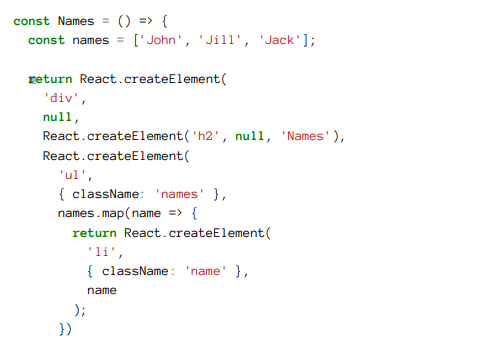 const Names = () => {
  const names = ['John', 'Jill', 'Jack'];
  return React.createElement(
    'div',
    null,
    React.createElement('h2', null, 'Names'),
    React.createElement(
      'ul',
      { className: 'names' },
      names.map(name => {
        return React.createElement(
          'li',
          { className: 'name' },
          name
        );
      })